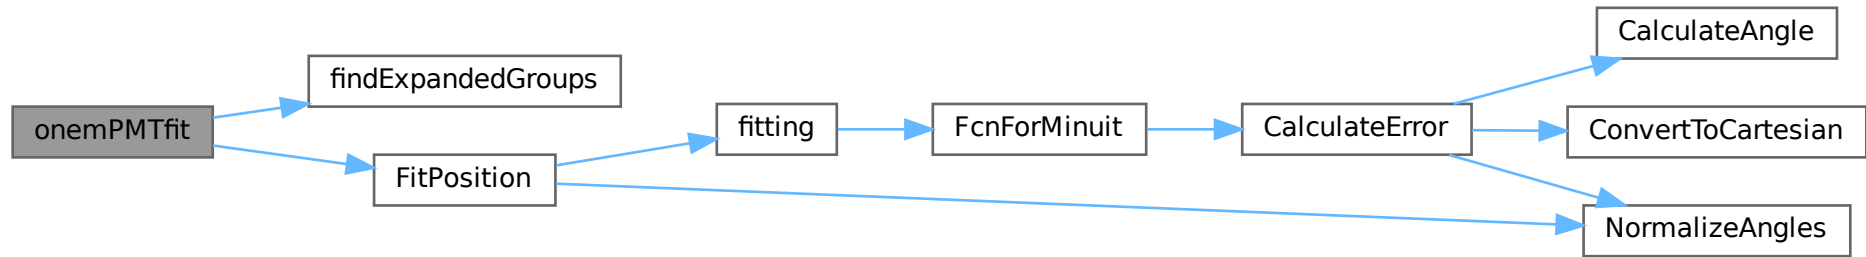 onemPMTfit
findExpandedGroups
FitPosition
fitting
FcnForMinuit
CalculateError
CalculateAngle
ConvertToCartesian
NormalizeAngles